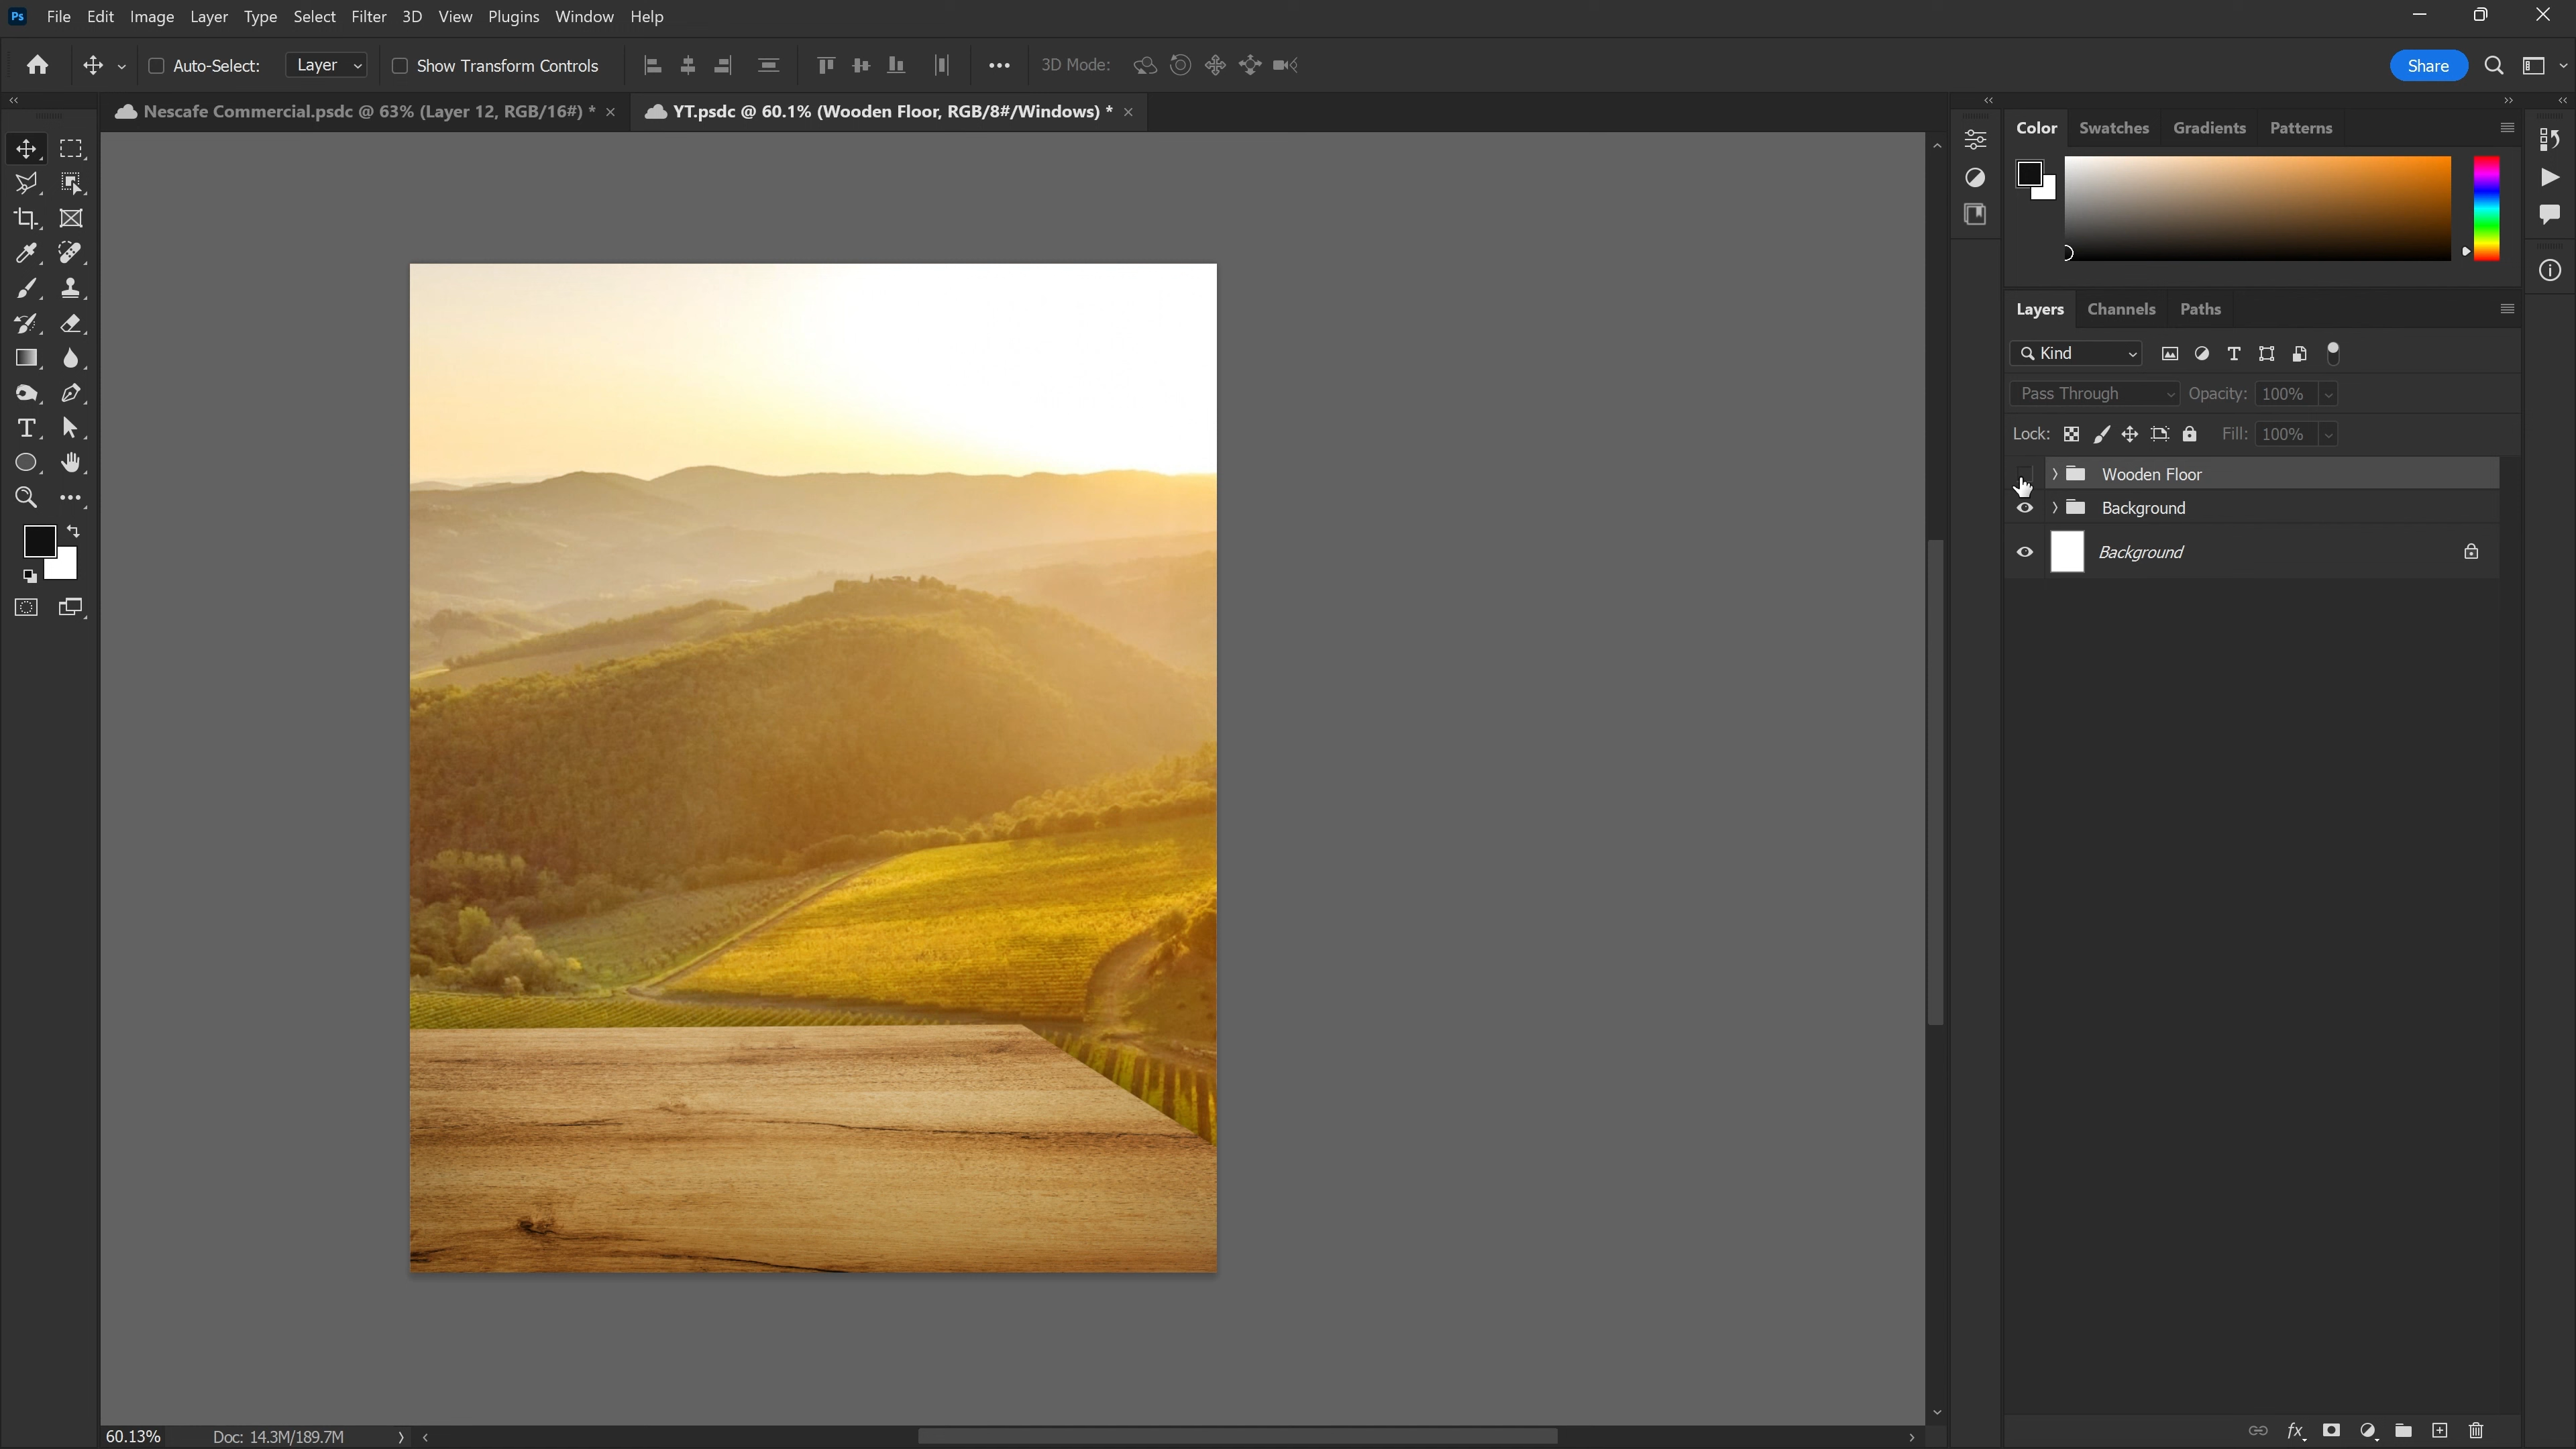 Ps File Edit Image Layer Type Select Filter 3D View Plugins Window Help
Auto-Select: Layer Show Transform Controls 3D Mode: Share
Nescafe Commercial.psdc @ 63% (Layer 12, RGB/16#) * × YT.psdc @ 60.1% (Wooden Floor, RGB/8#/Windows) * ×
Color Swatches Gradients Patterns
Layers Channels Paths
Kind
Pass Through Opacity: 100%
Lock: Fill: 100%
Wooden Floor
Background
Background
60.13% Doc: 14.3M/189.7M
fx